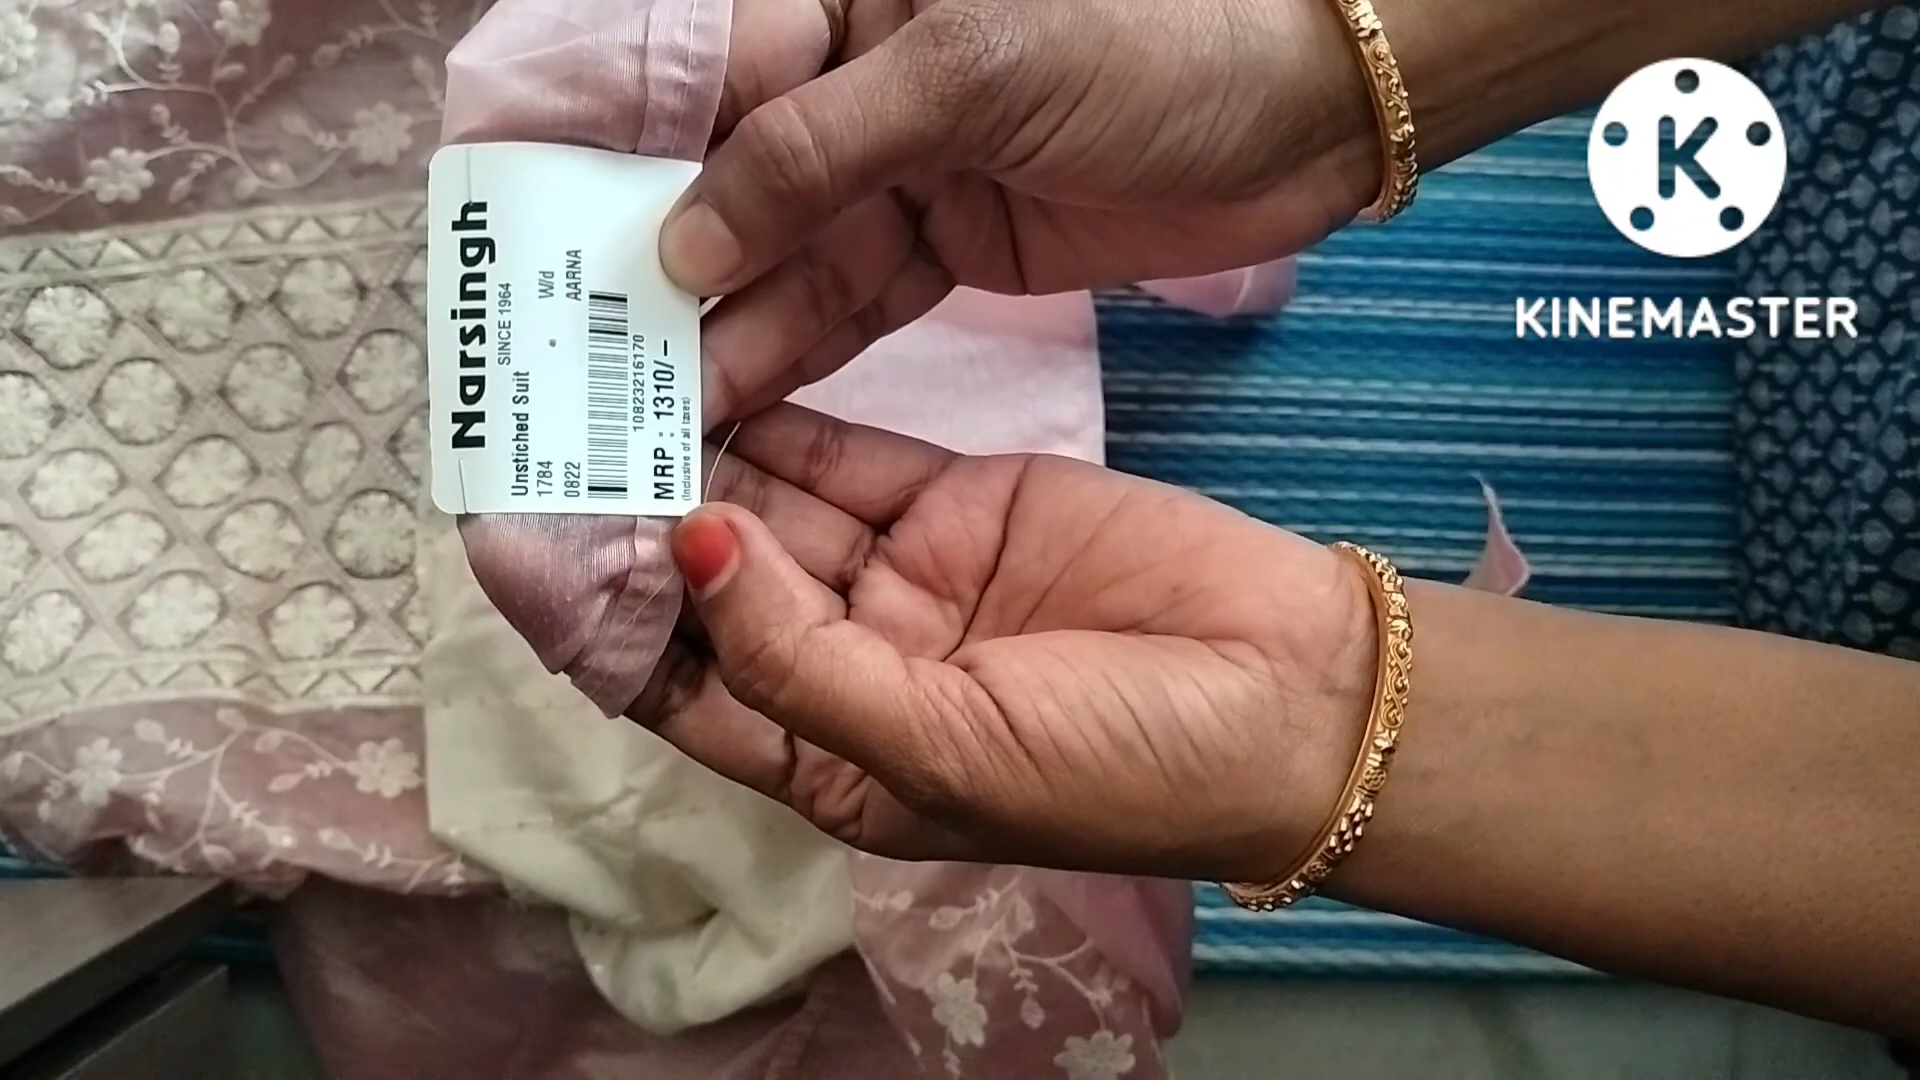 Narsingh
SINCE 1964
Unstiched Suit
1784 • W/d
0822 AARNA
10823216170
MRP : 1310/–
(Inclusive of all taxes)
K
KINEMASTER